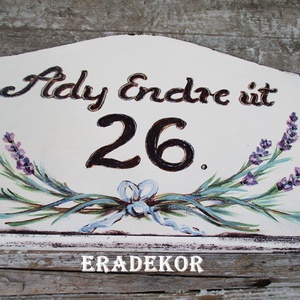 Ady Endre út
26.
ERADEKOR